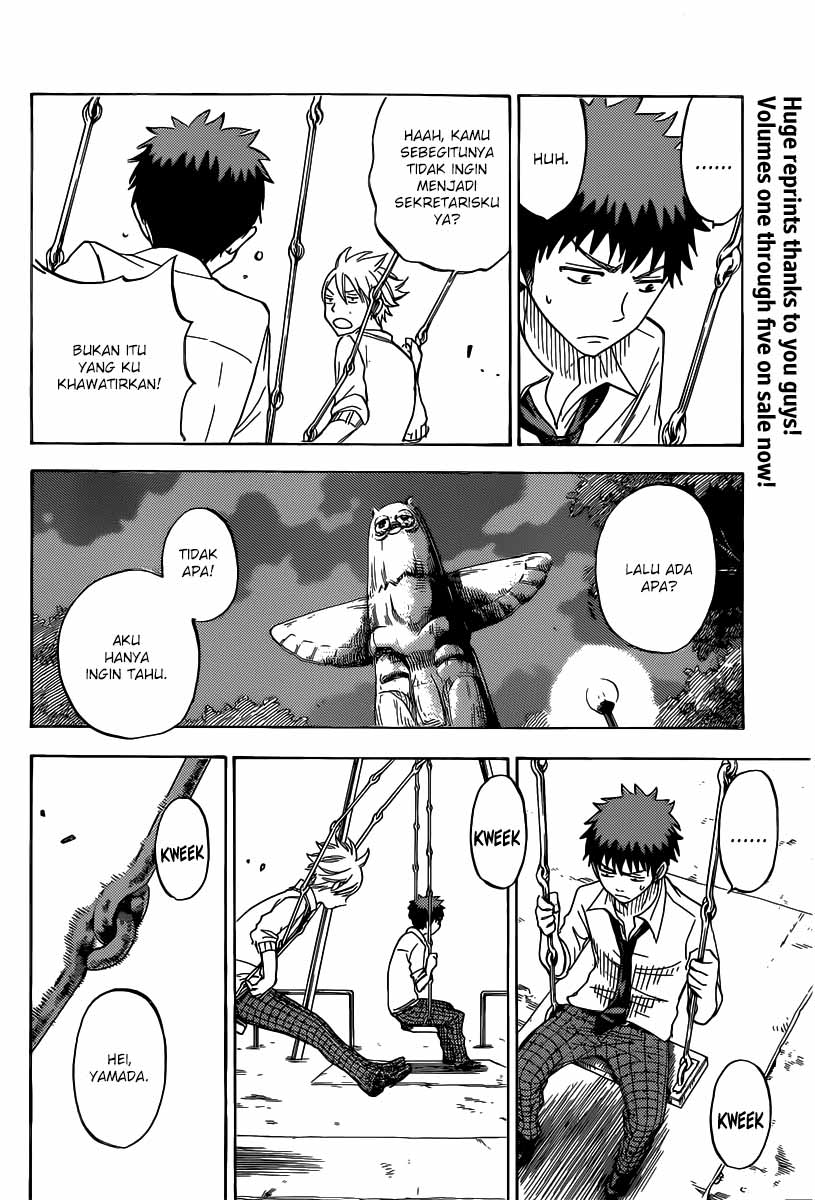 Huge reprints thanks to you guys!
Volumes one through five on sale now!
......
HUH.
HAAH, KAMU
SEBEGITUNYA
TIDAK INGIN
MENJADI
SEKRETARISKU
YA?
BUKAN ITU
YANG KU
KHAWATIRKAN!
LALU ADA
APA?
TIDAK
APA!
AKU
HANYA
INGIN TAHU.
......
KWEEK
KWEEK
KWEEK
HEI,
YAMADA.